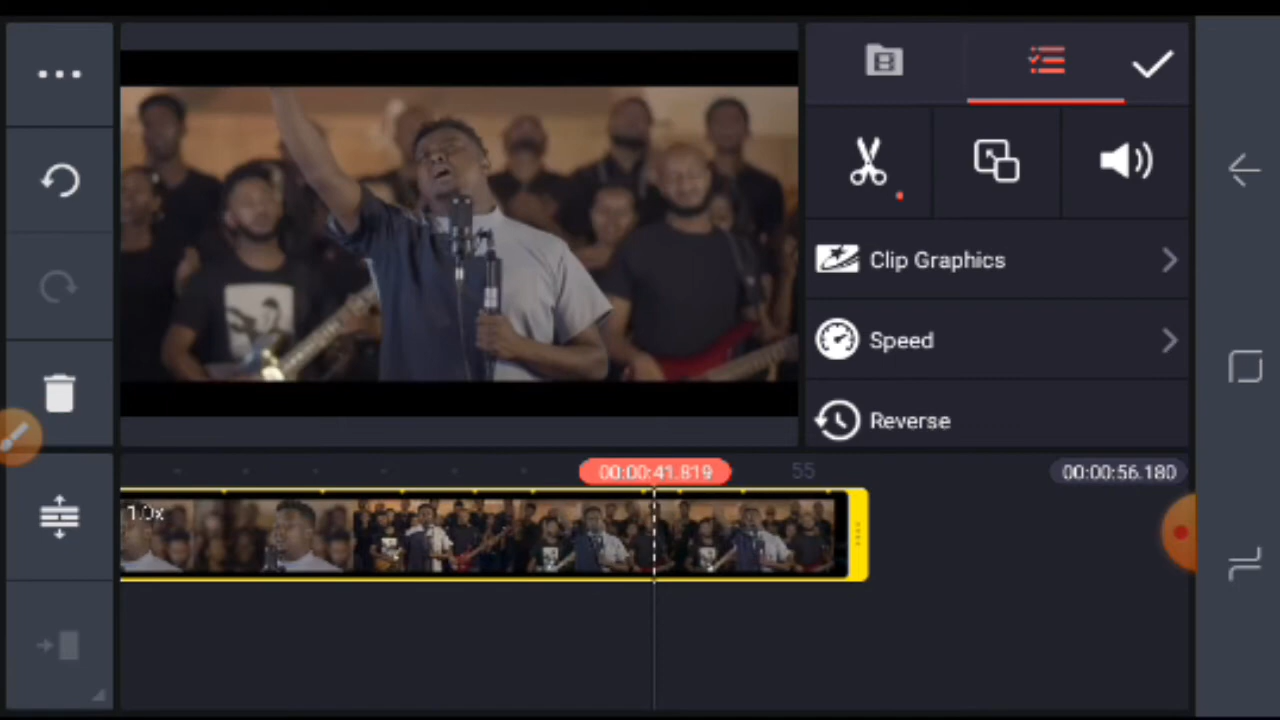 Clip Graphics
Speed
Reverse
00:00:41.819
55
00:00:56.180
1.0x